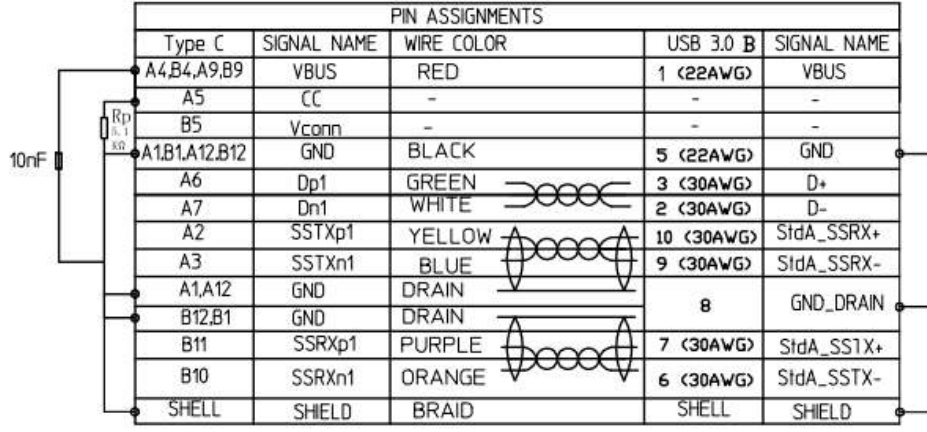 PIN ASSIGNMENTS
Type C SIGNAL NAME WIRE COLOR USB 3.0 B SIGNAL NAME
A4,B4,A9,B9 VBUS RED 1 (22AWG) VBUS
A5 CC - - -
Rp
5.1
KΩ
B5 Vconn - - -
10nF
A1,B1,A12,B12 GND BLACK 5 (22AWG) GND
A6 Dp1 GREEN 3 (30AWG) D+
A7 Dn1 WHITE 2 (30AWG) D-
A2 SSTXp1 YELLOW 10 (30AWG) StdA_SSRX+
A3 SSTXn1 BLUE 9 (30AWG) StdA_SSRX-
A1,A12 GND DRAIN
8 GND_DRAIN
B12,B1 GND DRAIN
B11 SSRXp1 PURPLE 7 (30AWG) StdA_SSTX+
B10 SSRXn1 ORANGE 6 (30AWG) StdA_SSTX-
SHELL SHIELD BRAID SHELL SHIELD